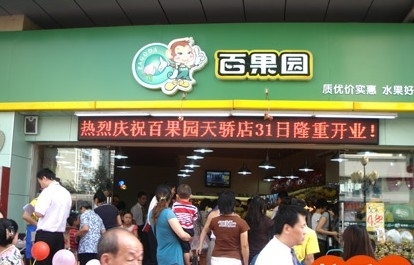 百果园
质优价实惠 水果好
热烈庆祝百果园天骄店31日隆重开业！